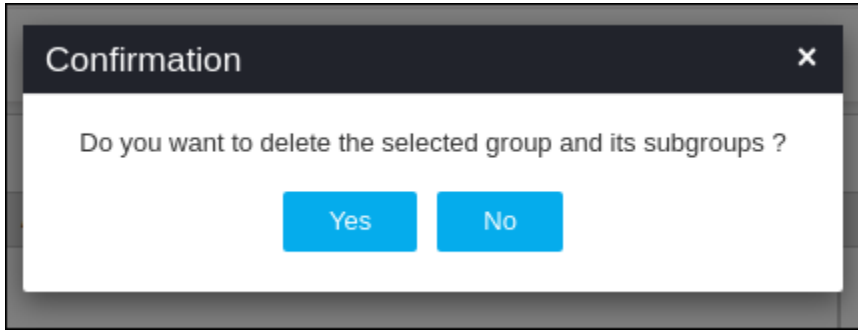 Confirmation
Do you want to delete the selected group and its subgroups ?
Yes
No